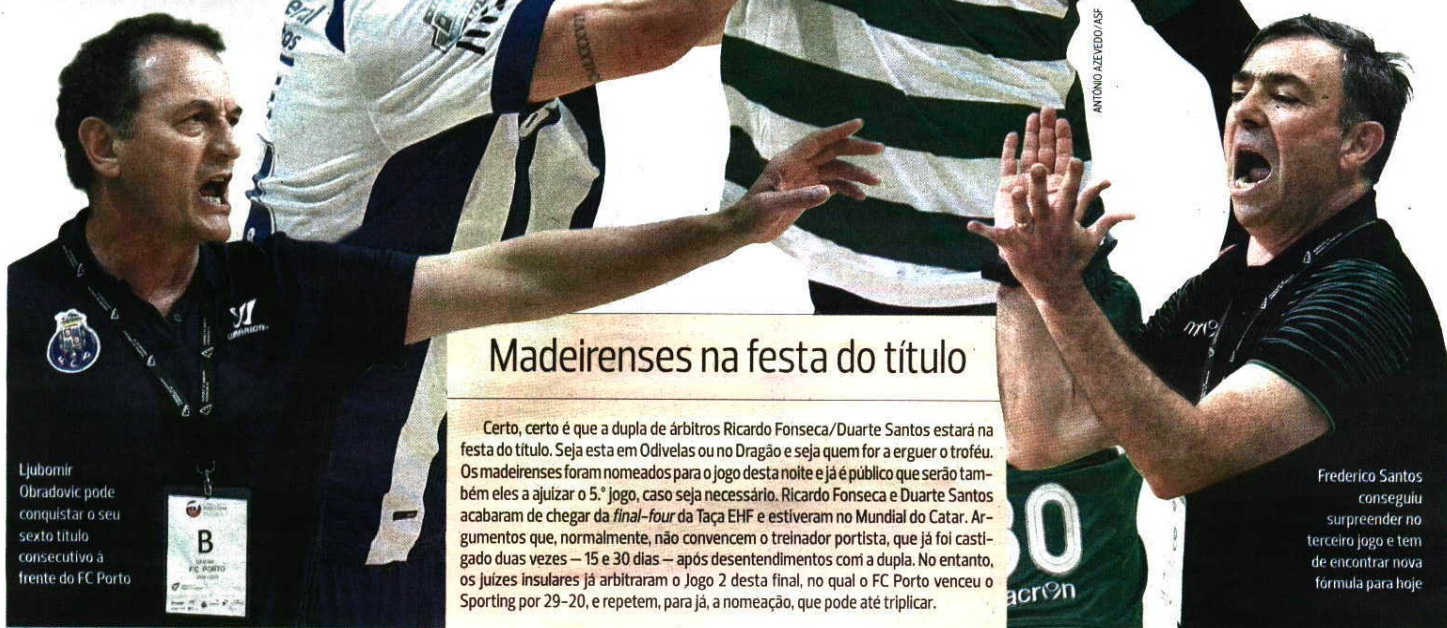 ANTÓNIO AZEVEDO/ASF
WARRIOR
F.C.P
B
FC PORTO
Madeirenses na festa do título
Certo, certo é que a dupla de árbitros Ricardo Fonseca/Duarte Santos estará na
festa do título. Seja esta em Odivelas ou no Dragão e seja quem for a erguer o troféu.
Os madeirenses foram nomeados para o jogo desta noite e já é público que serão tam-
bém eles a ajuizar o 5.º jogo, caso seja necessário. Ricardo Fonseca e Duarte Santos
acabaram de chegar da final-four da Taça EHF e estiveram no Mundial do Catar. Ar-
gumentos que, normalmente, não convencem o treinador portista, que já foi casti-
gado duas vezes — 15 e 30 dias — após desentendimentos com a dupla. No entanto,
os juízes insulares já arbitraram o Jogo 2 desta final, no qual o FC Porto venceu o
Sporting por 29-20, e repetem, para já, a nomeação, que pode até triplicar.
Ljubomir
Obradovic pode
conquistar o seu
sexto título
consecutivo à
frente do FC Porto
acron
Frederico Santos
conseguiu
surpreender no
terceiro jogo e tem
de encontrar nova
fórmula para hoje